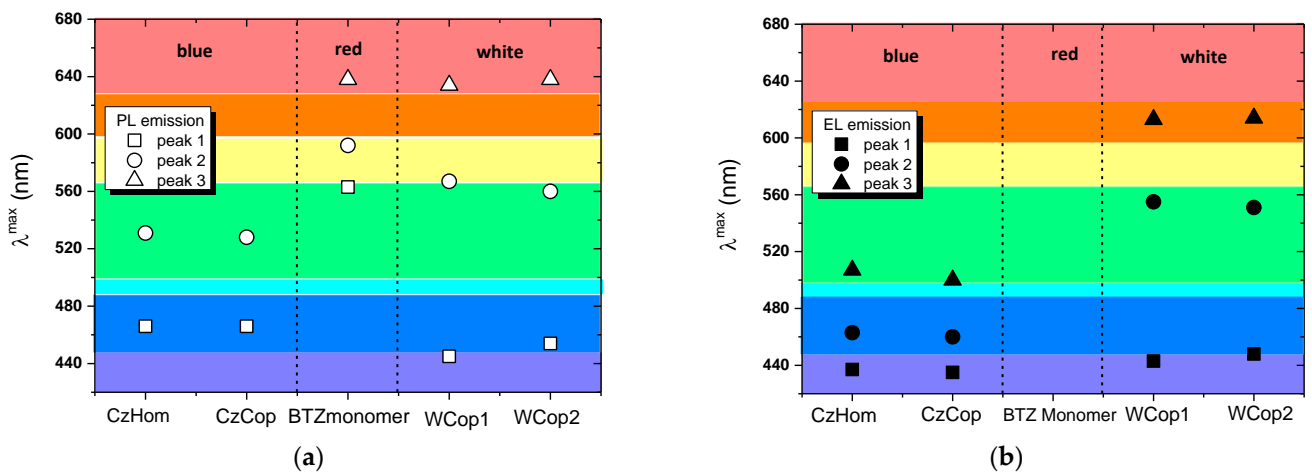 680
640
600
560
520
480
440
λmax (nm)
blue
red
white
PL emission
peak 1
peak 2
peak 3
CzHom
CzCop
BTZmonomer
WCop1
WCop2
(a)
680
640
600
560
520
480
440
λmax (nm)
blue
red
white
EL emission
peak 1
peak 2
peak 3
CzHom
CzCop
BTZ Monomer
WCop1
WCop2
(b)